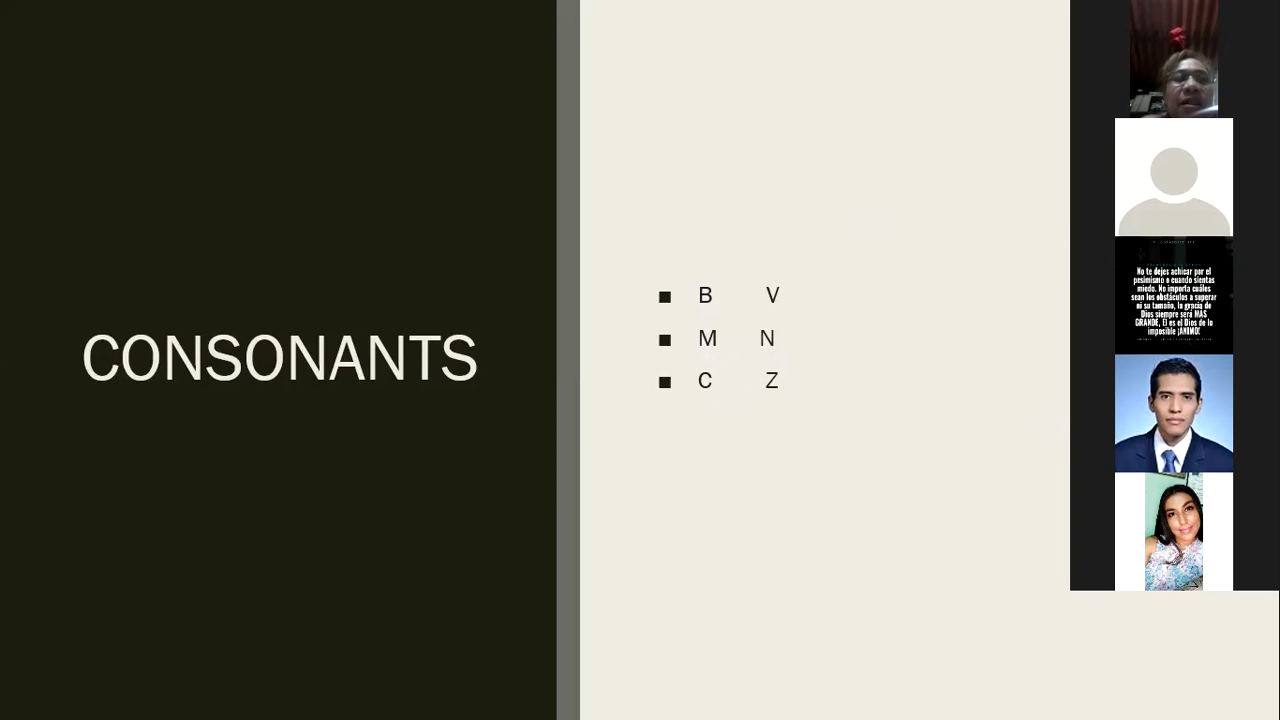 CONSONANTS
B V
M N
C Z
No te dejes achicar por el
pesimismo o cuando sientas
miedo. No importa cuáles
sean los obstáculos a superar
ni su tamaño, la gracia de
Dios siempre será MAS
GRANDE, Él es el Dios de lo
imposible ¡ANIMO!